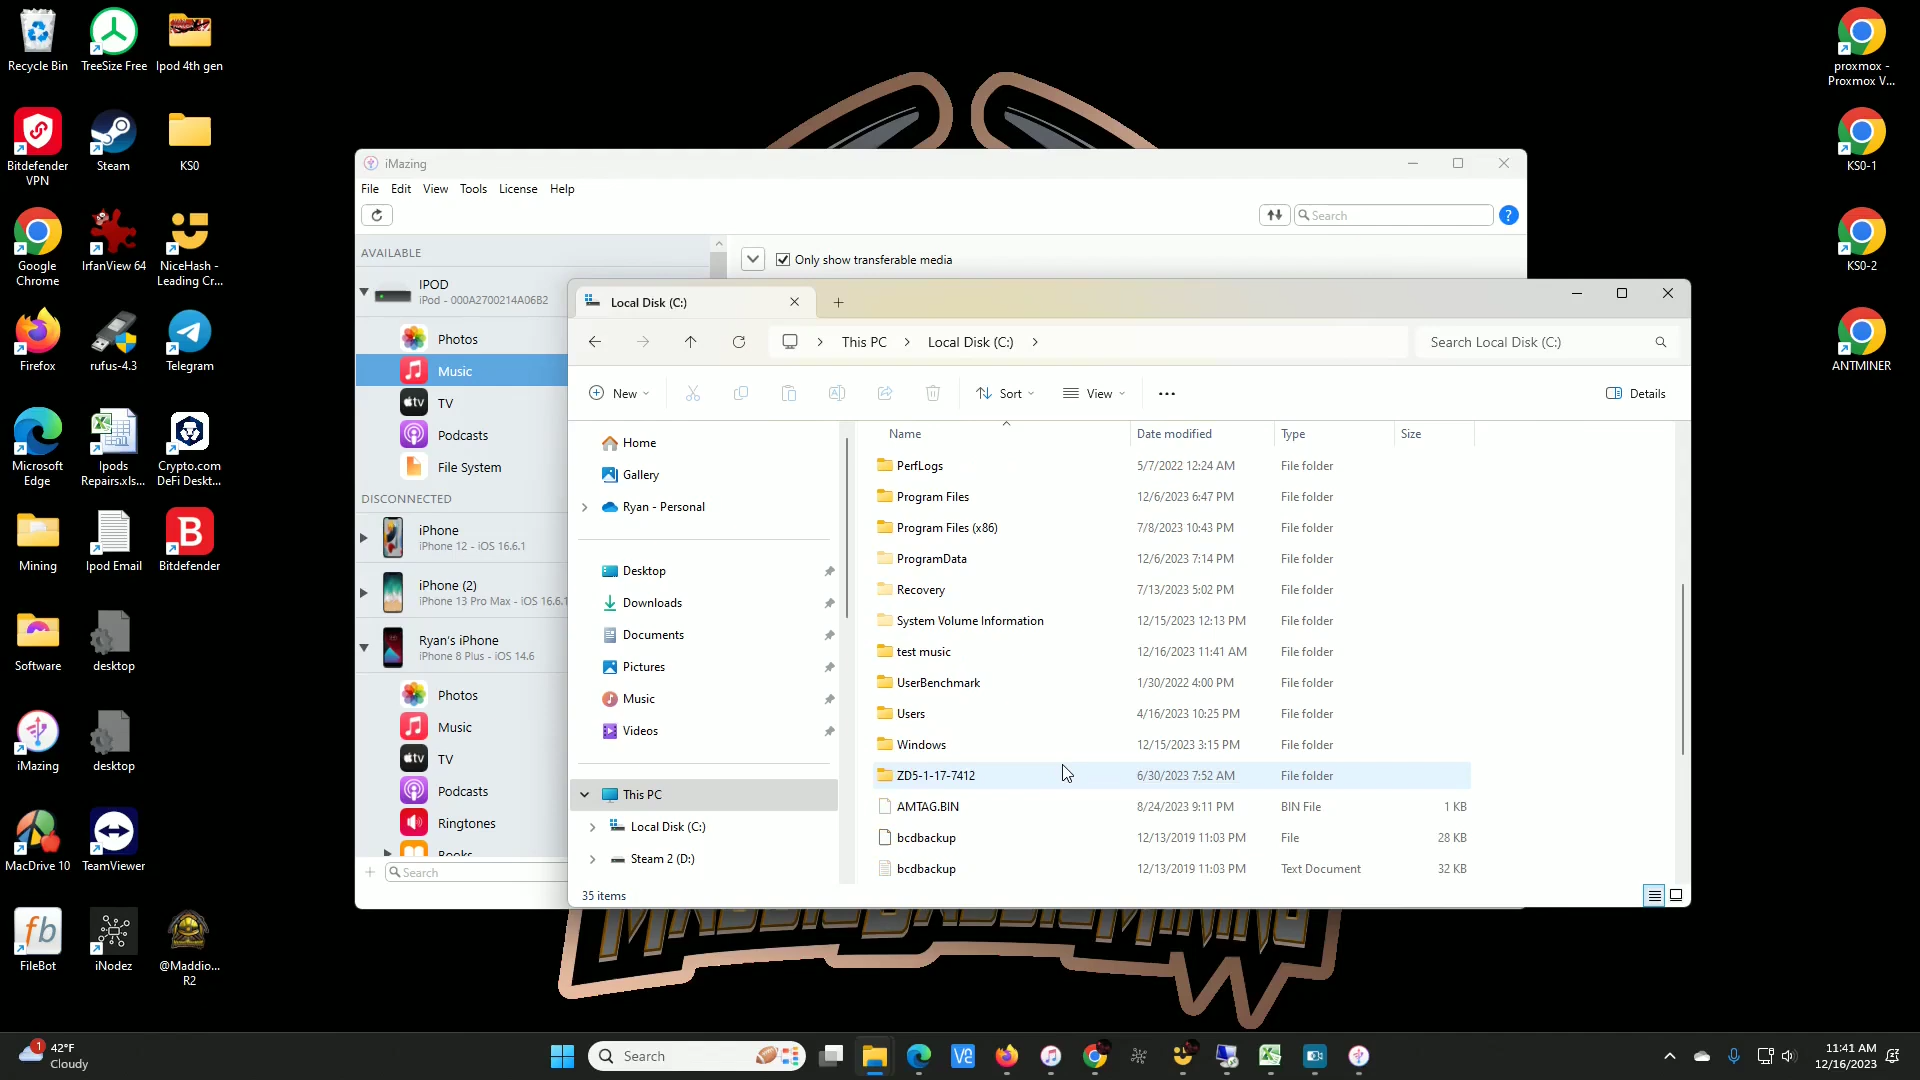 Recycle Bin
TreeSize Free
Ipod 4th gen
Bitdefender
VPN
Steam
KS0
Google
Chrome
IrfanView 64
NiceHash -
Leading Cr...
Firefox
rufus-4.3
Telegram
Microsoft
Edge
Ipods
Repairs.xls...
Crypto.com
DeFi Deskt...
Mining
Ipod Email
Bitdefender
Software
desktop
iMazing
desktop
MacDrive 10
TeamViewer
FileBot
iNodez
@Maddio...
R2
proxmox -
Proxmox V...
KS0-1
KS0-2
ANTMINER
iMazing
File Edit View Tools License Help
Search
?
AVAILABLE
Only show transferable media
IPOD
iPod - 000A2700214A06B2
Photos
Music
TV
Podcasts
File System
DISCONNECTED
iPhone
iPhone 12 - iOS 16.6.1
iPhone (2)
iPhone 13 Pro Max - iOS 16.6.1
Ryan's iPhone
iPhone 8 Plus - iOS 14.6
Photos
Music
TV
Podcasts
Ringtones
Books
Search
Local Disk (C:)
This PC
Local Disk (C:)
Search Local Disk (C:)
New
Sort
View
Details
Home
Gallery
Ryan - Personal
Desktop
Downloads
Documents
Pictures
Music
Videos
This PC
Local Disk (C:)
Steam 2 (D:)
Name Date modified Type Size
PerfLogs 5/7/2022 12:24 AM File folder
Program Files 12/6/2023 6:47 PM File folder
Program Files (x86) 7/8/2023 10:43 PM File folder
ProgramData 12/6/2023 7:14 PM File folder
Recovery 7/13/2023 5:02 PM File folder
System Volume Information 12/15/2023 12:13 PM File folder
test music 12/16/2023 11:41 AM File folder
UserBenchmark 1/30/2022 4:00 PM File folder
Users 4/16/2023 10:25 PM File folder
Windows 12/15/2023 3:15 PM File folder
ZD5-1-17-7412 6/30/2023 7:52 AM File folder
AMTAG.BIN 8/24/2023 9:11 PM BIN File 1 KB
bcdbackup 12/13/2019 11:03 PM File 28 KB
bcdbackup 12/13/2019 11:03 PM Text Document 32 KB
35 items
1
42°F
Cloudy
Search
11:41 AM
12/16/2023